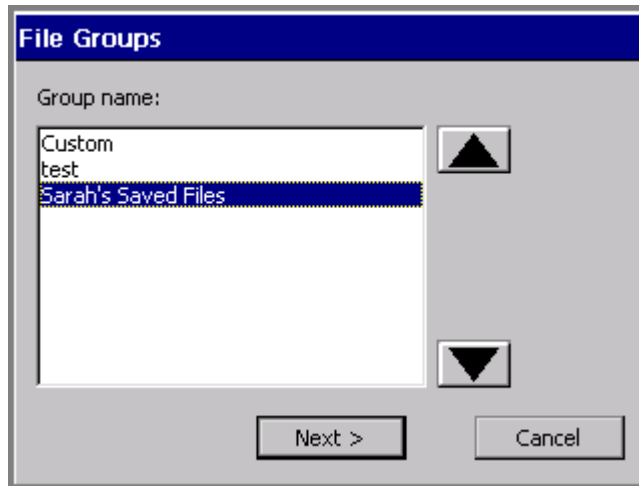 File Groups
Group name:
Custom
test
Sarah's Saved Files
Next >
Cancel